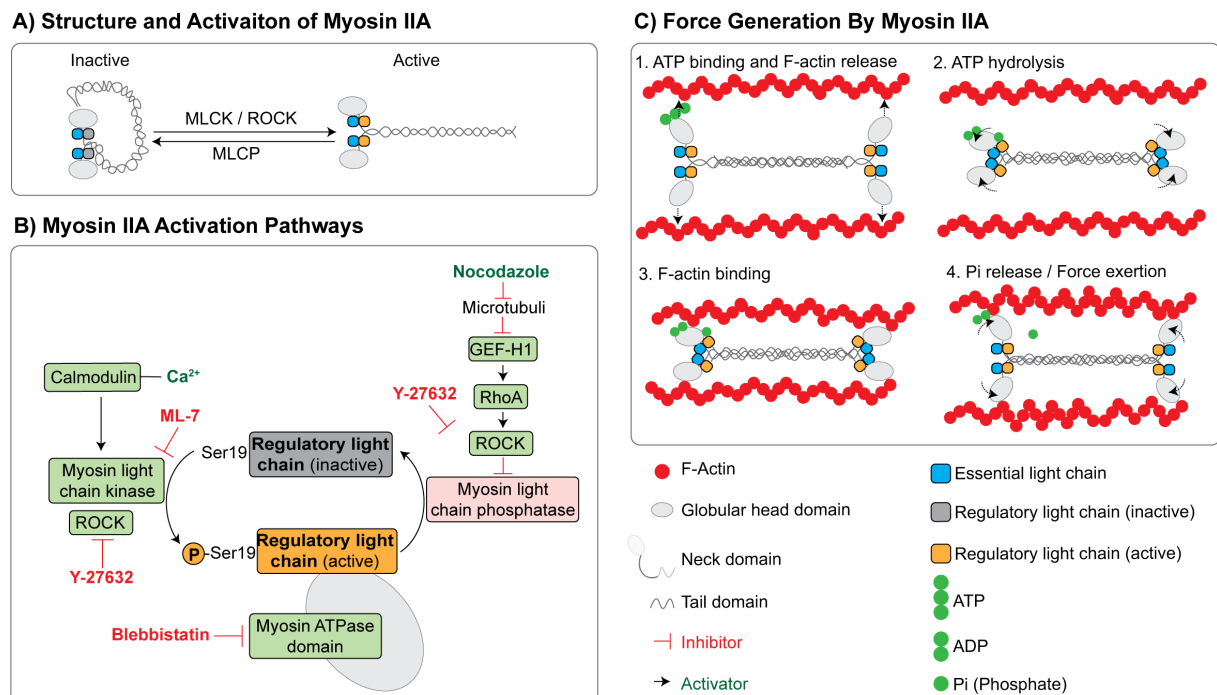 A) Structure and Activaiton of Myosin IIA
Inactive
Active
MLCK / ROCK
MLCP
B) Myosin IIA Activation Pathways
Nocodazole
Microtubuli
GEF-H1
RhoA
Y-27632
ROCK
Myosin light
chain phosphatase
Calmodulin
Ca²⁺
ML-7
Myosin light
chain kinase
ROCK
Y-27632
Ser19
Regulatory light
chain (inactive)
P
-Ser19
Regulatory light
chain (active)
Blebbistatin
Myosin ATPase
domain
C) Force Generation By Myosin IIA
1. ATP binding and F-actin release
2. ATP hydrolysis
3. F-actin binding
4. Pi release / Force exertion
F-Actin
Globular head domain
Neck domain
Tail domain
Inhibitor
Activator
Essential light chain
Regulatory light chain (inactive)
Regulatory light chain (active)
ATP
ADP
Pi (Phosphate)